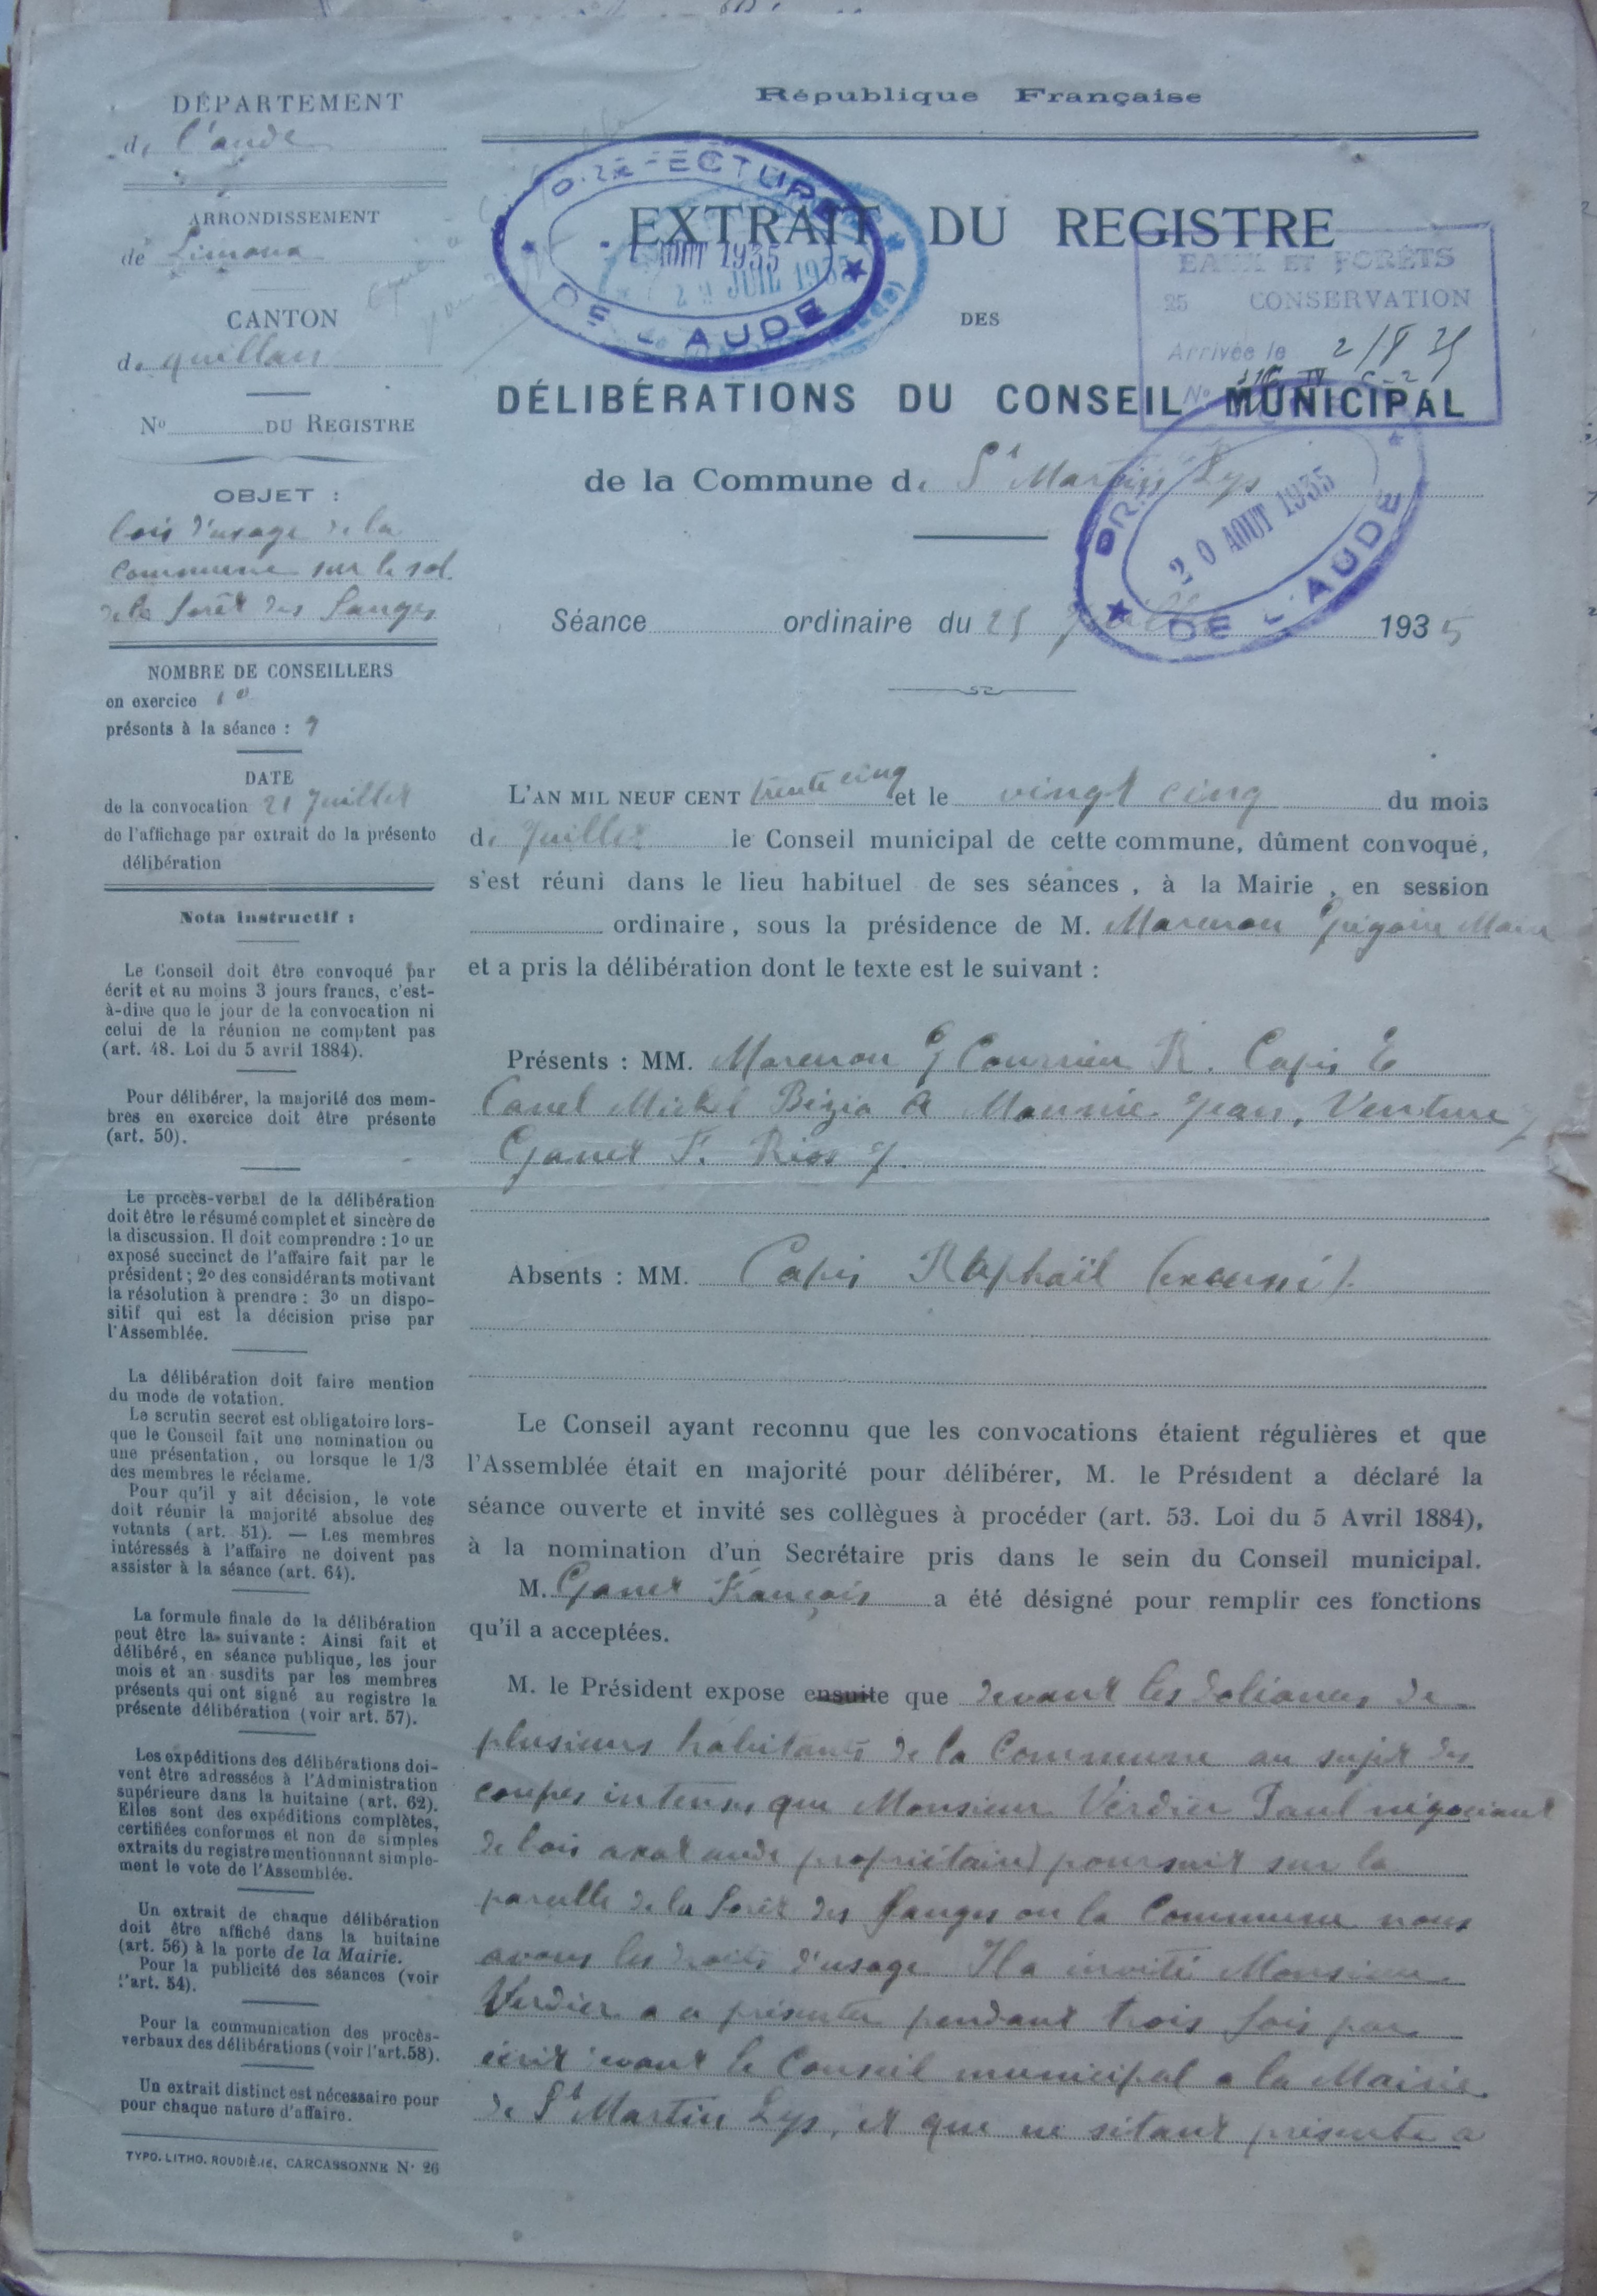 DÉPARTEMENT
de l'aude
ARRONDISSEMENT
de Limoux
CANTON
de quillan
No DU REGISTRE
OBJET :
bois d'usage de la
Commune sur le sol
de la forêt des Fanges
NOMBRE DE CONSEILLERS
en exercice 10
présents à la séance : 9
DATE
de la convocation 21 Juillet
de l'affichage par extrait de la présente
délibération
Nota Instructif :
Le Conseil doit être convoqué par
écrit et au moins 3 jours francs, c'est-
à-dire que le jour de la convocation ni
celui de la réunion ne comptent pas
(art. 48. Loi du 5 avril 1884).
Pour délibérer, la majorité des mem-
bres en exercice doit être présente
(art. 50).
Le procès-verbal de la délibération
doit être le résumé complet et sincère de
la discussion. Il doit comprendre : 1o un
exposé succinct de l'affaire fait par le
président ; 2o des considérants motivant
la résolution à prendre : 3o un dispo-
sitif qui est la décision prise par
l'Assemblée.
La délibération doit faire mention
du mode de votation.
Le scrutin secret est obligatoire lors-
que le Conseil fait une nomination ou
une présentation, ou lorsque le 1/3
des membres le réclame.
Pour qu'il y ait décision, le vote
doit réunir la majorité absolue des
votants (art. 51). — Les membres
intéressés à l'affaire ne doivent pas
assister à la séance (art. 64).
La formule finale de la délibération
peut être la suivante : Ainsi fait et
délibéré, en séance publique, les jour
mois et an susdits par les membres
présents qui ont signé au registre la
présente délibération (voir art. 57).
Les expéditions des délibérations doi-
vent être adressées à l'Administration
supérieure dans la huitaine (art. 62).
Elles sont des expéditions complètes,
certifiées conformes et non de simples
extraits du registre mentionnant simple-
ment le vote de l'Assemblée.
Un extrait de chaque délibération
doit être affiché dans la huitaine
(art. 56) à la porte de la Mairie.
Pour la publicité des séances (voir
l'art. 54).
Pour la communication des procès-
verbaux des délibérations (voir l'art. 58).
Un extrait distinct est nécessaire pour
pour chaque nature d'affaire.
TYPO. LITHO. ROUDIÈRE, CARCASSONNE N° 26
République Française
EXTRAIT DU REGISTRE
DES
DÉLIBÉRATIONS DU CONSEIL MUNICIPAL
de la Commune de St Martin Lys
PREFECTURE
1 AOUT 1935
DE L'AUDE
29 JUIL 1935
EAUX ET FORÊTS
25 CONSERVATION
Arrivée le 2/8 35
No
20 AOUT 1935
DE L'AUDE
Séance ordinaire du 25 Juillet 1935
L'AN MIL NEUF CENT trente cinq et le vingt cinq du mois
de Juillet le Conseil municipal de cette commune, dûment convoqué,
s'est réuni dans le lieu habituel de ses séances, à la Mairie, en session
ordinaire, sous la présidence de M. Marcerou Grégoire Maire
et a pris la délibération dont le texte est le suivant :
Présents : MM. Marcerou G Courrieu R. Capis E
Canel Michel Bizia A Maunié Jean, Venture J
Ganet F. Rios J.
Absents : MM. Capis Raphaël (excusé).
Le Conseil ayant reconnu que les convocations étaient régulières et que
l'Assemblée était en majorité pour délibérer, M. le Président a déclaré la
séance ouverte et invité ses collègues à procéder (art. 53. Loi du 5 Avril 1884),
à la nomination d'un Secrétaire pris dans le sein du Conseil municipal.
M. Ganet François a été désigné pour remplir ces fonctions
qu'il a acceptées.
M. le Président expose ensuite que devant les doliances de
plusieurs habitants de la Commune au sujet des
coupes intenses que Monsieur Verdier Paul négociant
de bois axat aude (propriétaire) poursuit sur la
parcelle de la forêt des Fanges ou la Commune nous
avons les droits d'usage Il a invité Monsieur
Verdier a a présenter pendant trois fois par
écrit devant le Conseil municipal a la Mairie
de St Martin Lys, et que ne sétant présenté a